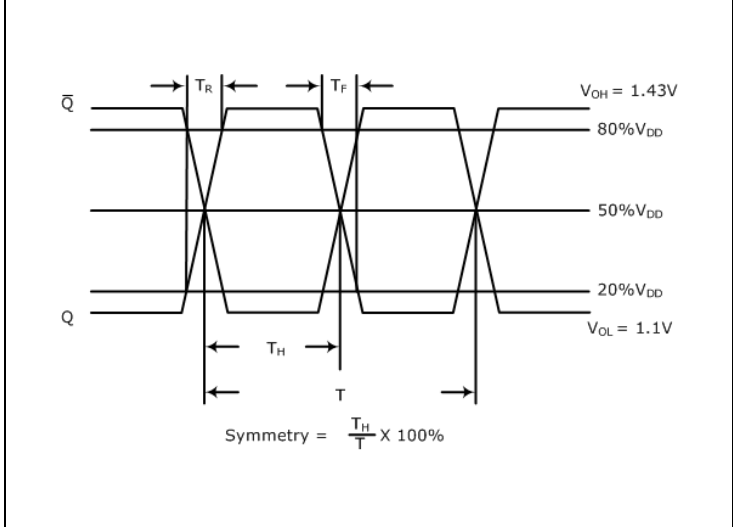 T_R T_F
Q̅ V_OH = 1.43V
80%V_DD
50%V_DD
20%V_DD
Q
V_OL = 1.1V
T_H
T
Symmetry = T_H/T X 100%